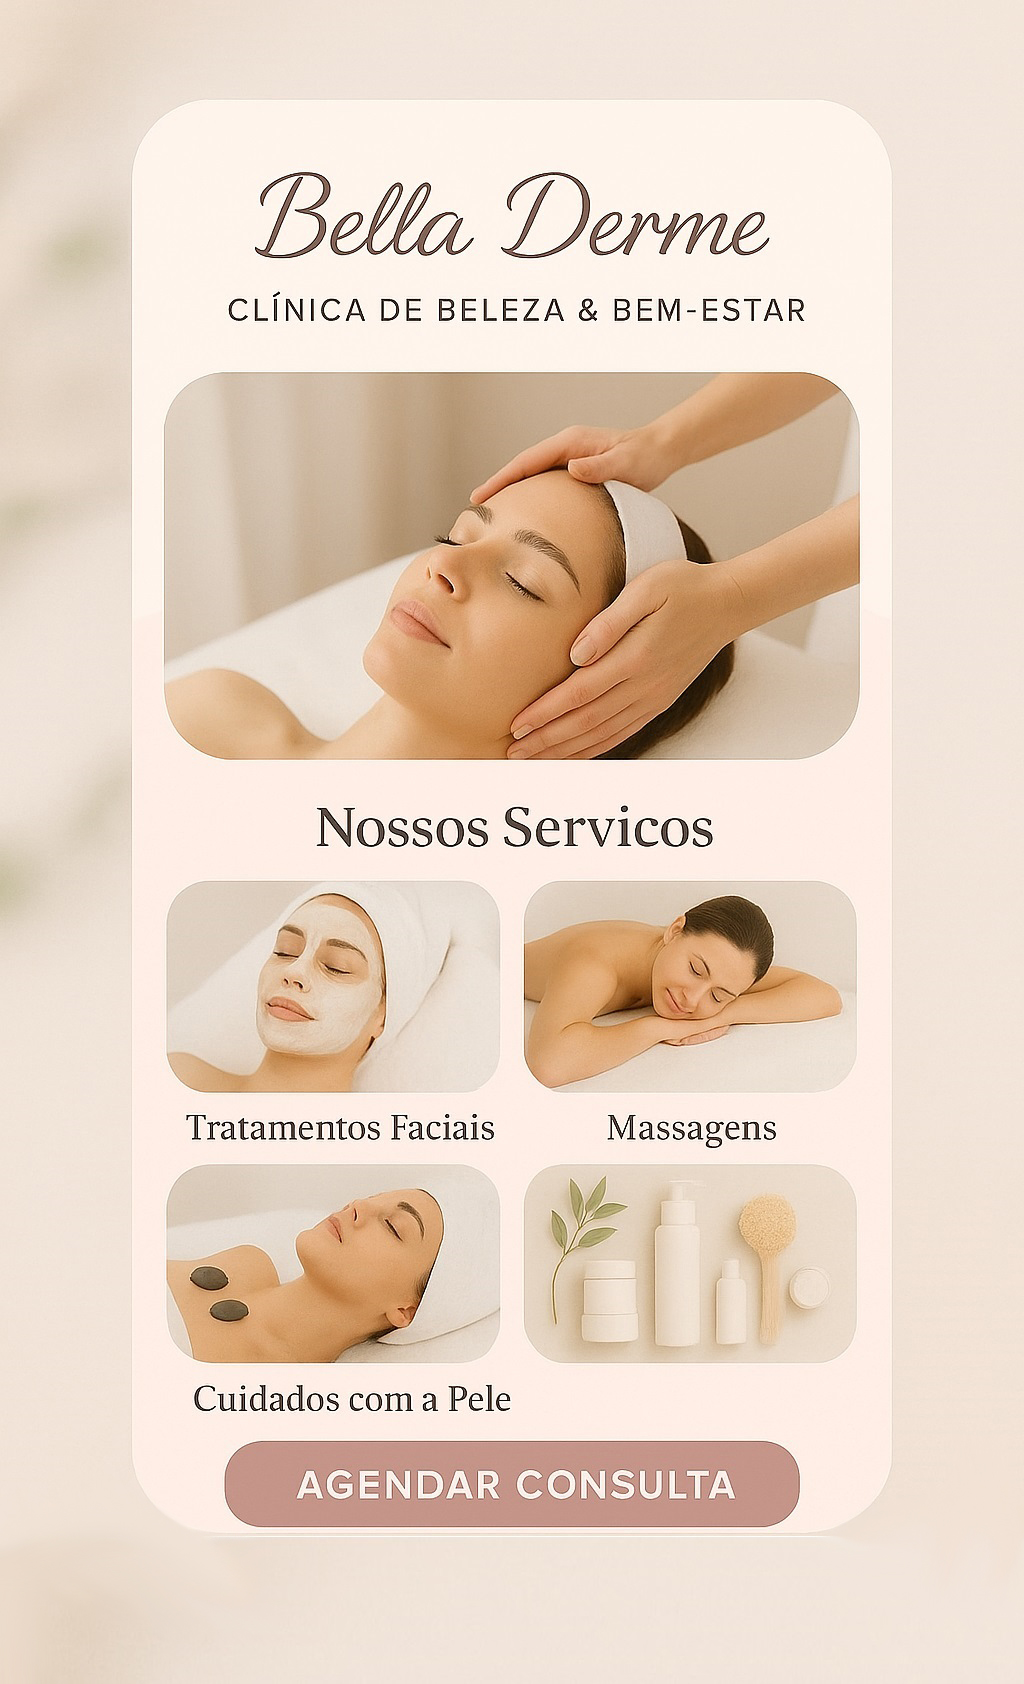 Bella Derme
CLÍNICA DE BELEZA & BEM-ESTAR
Nossos Servicos
Tratamentos Faciais
Massagens
Cuidados com a Pele
AGENDAR CONSULTA